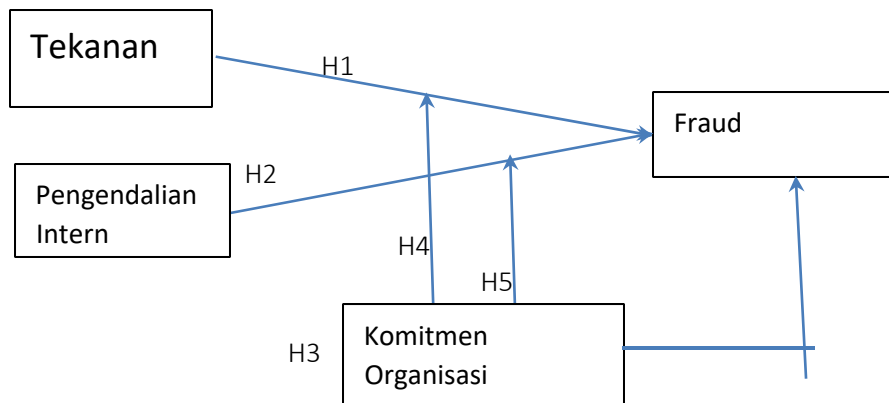 Tekanan
H1
Fraud
H2
Pengendalian
Intern
H4
H5
H3
Komitmen
Organisasi